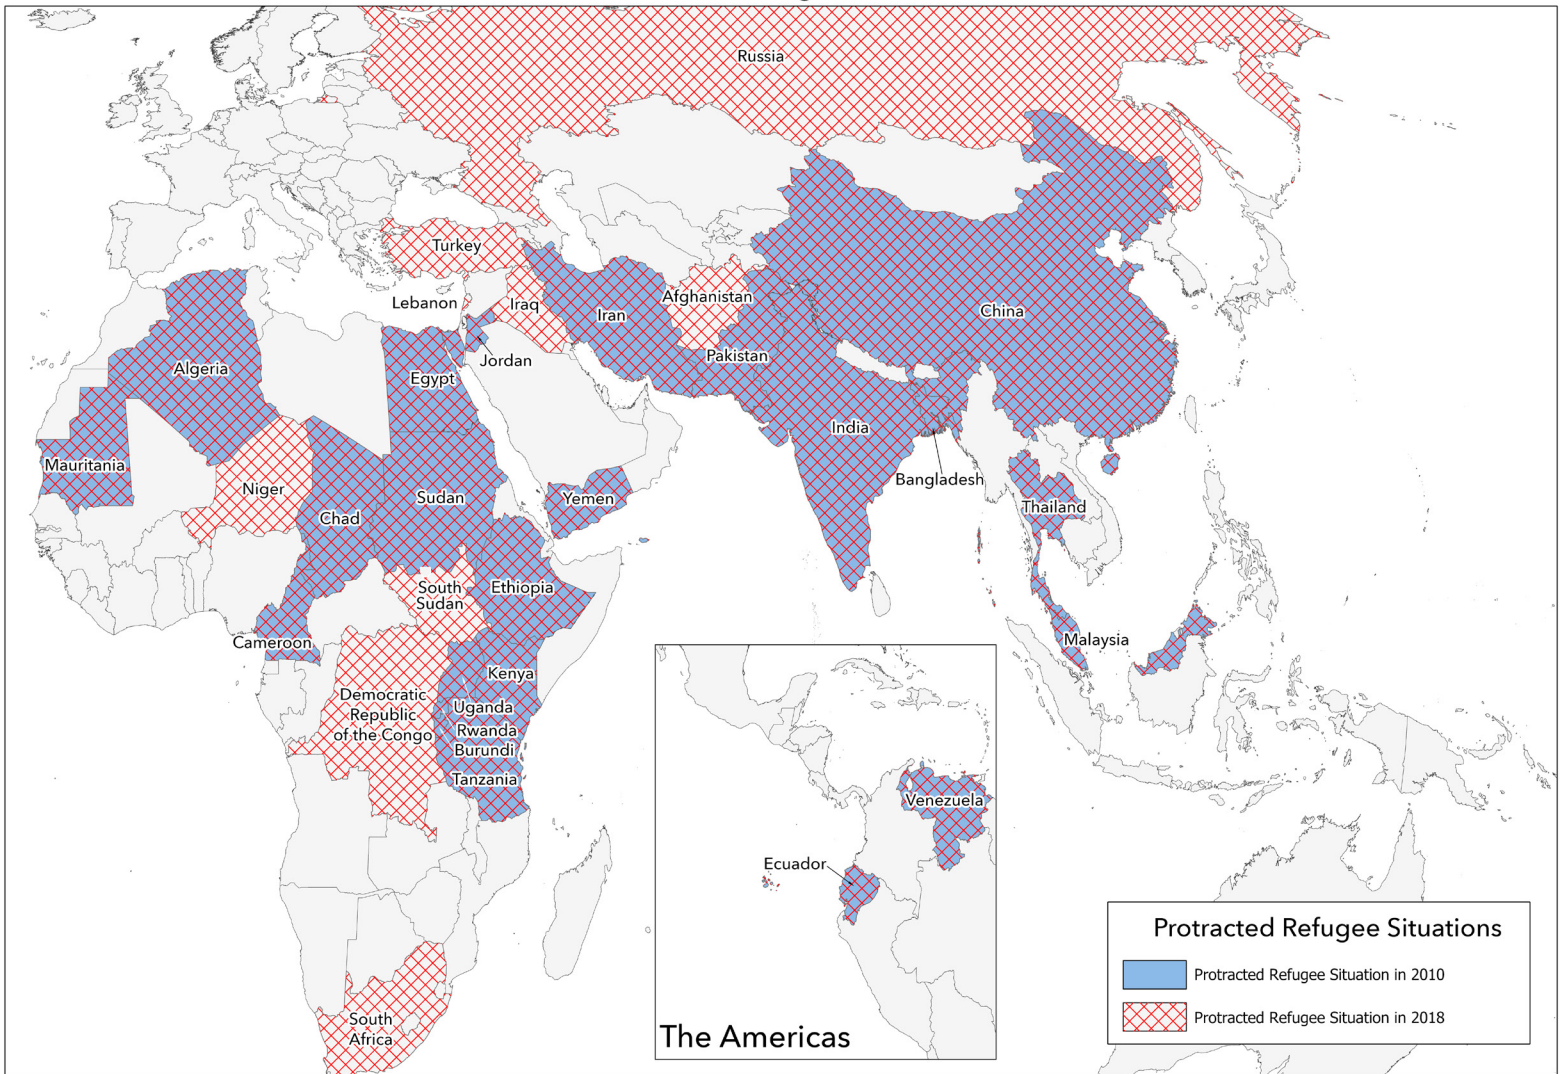 Russia
Turkey
Lebanon
Iraq
Afghanistan
Iran
China
Jordan
Pakistan
Algeria
Egypt
India
Mauritania
Bangladesh
Niger
Sudan
Yemen
Thailand
Chad
South
Sudan
Ethiopia
Cameroon
Malaysia
Kenya
Democratic
Republic
of the Congo
Uganda
Rwanda
Burundi
Tanzania
Venezuela
Ecuador
South
Africa
The Americas
Protracted Refugee Situations
Protracted Refugee Situation in 2010
Protracted Refugee Situation in 2018